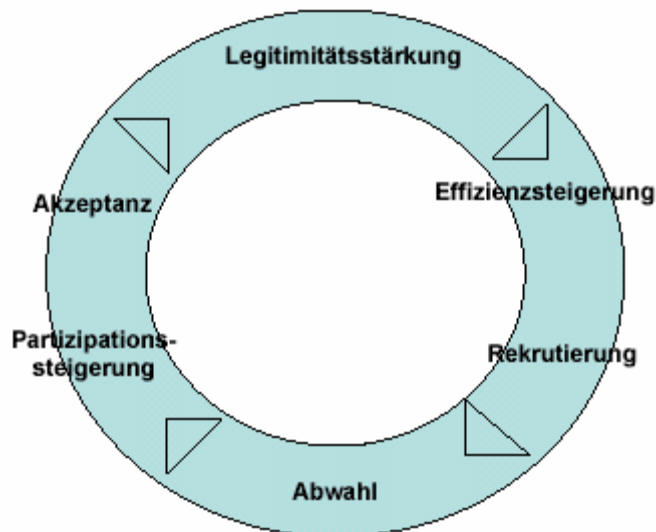 Legitimitätsstärkung
Effizienzsteigerung
Akzeptanz
Partizipations-
steigerung
Rekrutierung
Abwahl